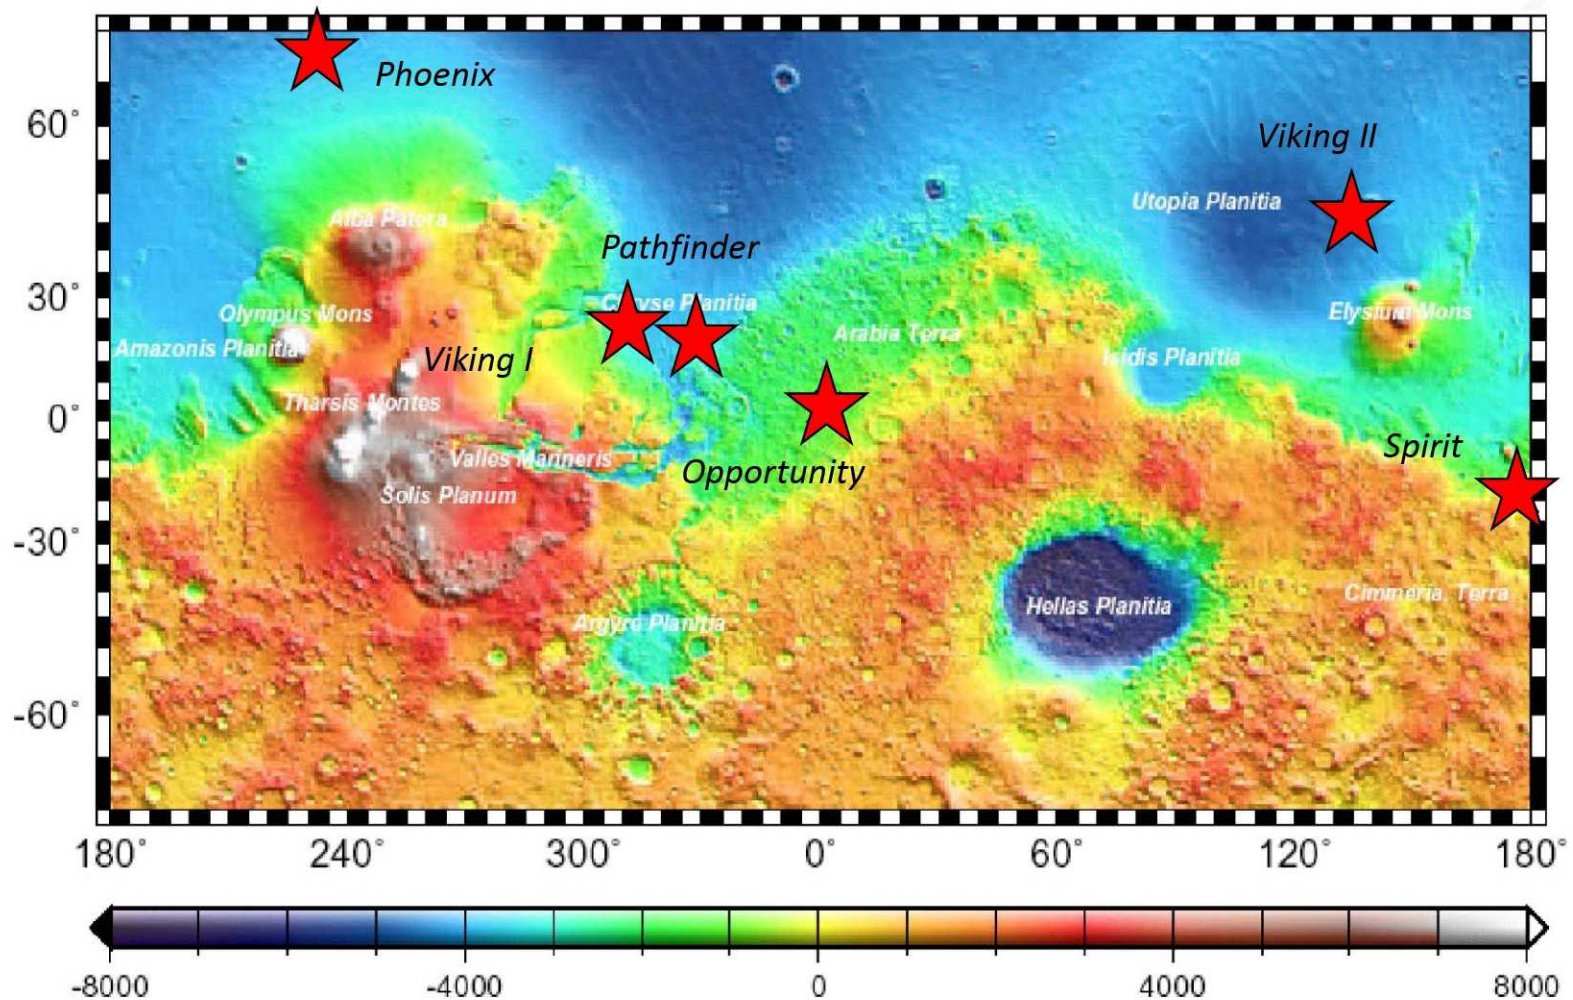 Phoenix
60°
Viking II
Utopia Planitia
Alba Patera
Pathfinder
30°
Olympus Mons
Planitia
Elysium Mons
Amazonis Planitia
Viking I
Arabia Terra
Isidis Planitia
0°
Tharsis Montes
Spirit
Valles Marineris
Opportunity
Solis Planum
-30°
Cimmeria Terra
Hellas Planitia
Argyre Planitia
-60°
180° 240° 300° 0° 60° 120° 180°
-8000 -4000 0 4000 8000